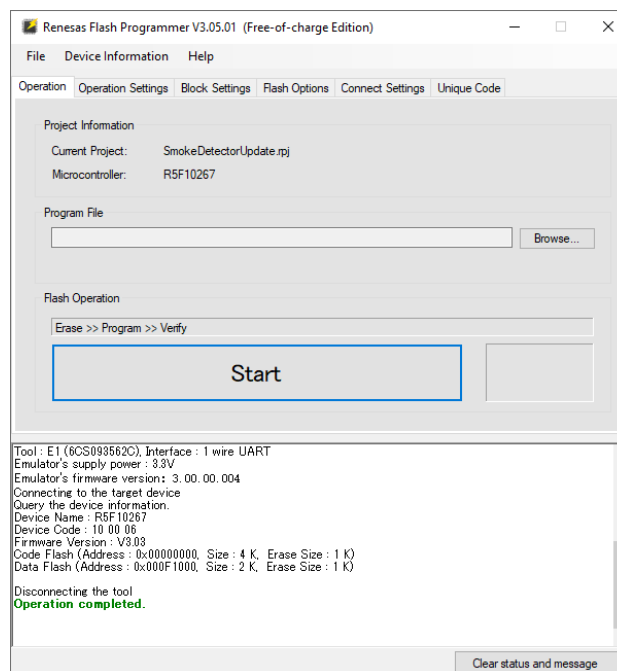 Renesas Flash Programmer V3.05.01 (Free-of-charge Edition)
File Device Information Help
Operation Operation Settings Block Settings Flash Options Connect Settings Unique Code
Project Information
Current Project: SmokeDetectorUpdate.rpj
Microcontroller: R5F10267
Program File
Browse...
Flash Operation
Erase >> Program >> Verify
Start
Tool : E1 (6CS093562C), Interface : 1 wire UART
Emulator's supply power : 3.3V
Emulator's firmware version: 3.00.00.004
Connecting to the target device
Query the device information.
Device Name : R5F10267
Device Code : 10 00 06
Firmware Version : V3.03
Code Flash (Address : 0x00000000, Size : 4 K, Erase Size : 1 K)
Data Flash (Address : 0x000F1000, Size : 2 K, Erase Size : 1 K)
Disconnecting the tool
Operation completed.
Clear status and message